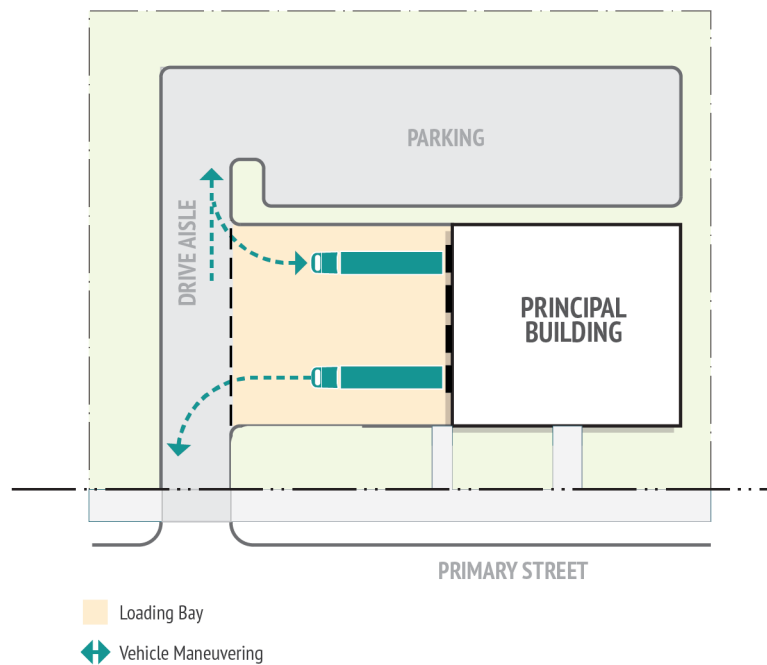 PARKING
DRIVE AISLE
PRINCIPAL
BUILDING
PRIMARY STREET
Loading Bay
Vehicle Maneuvering